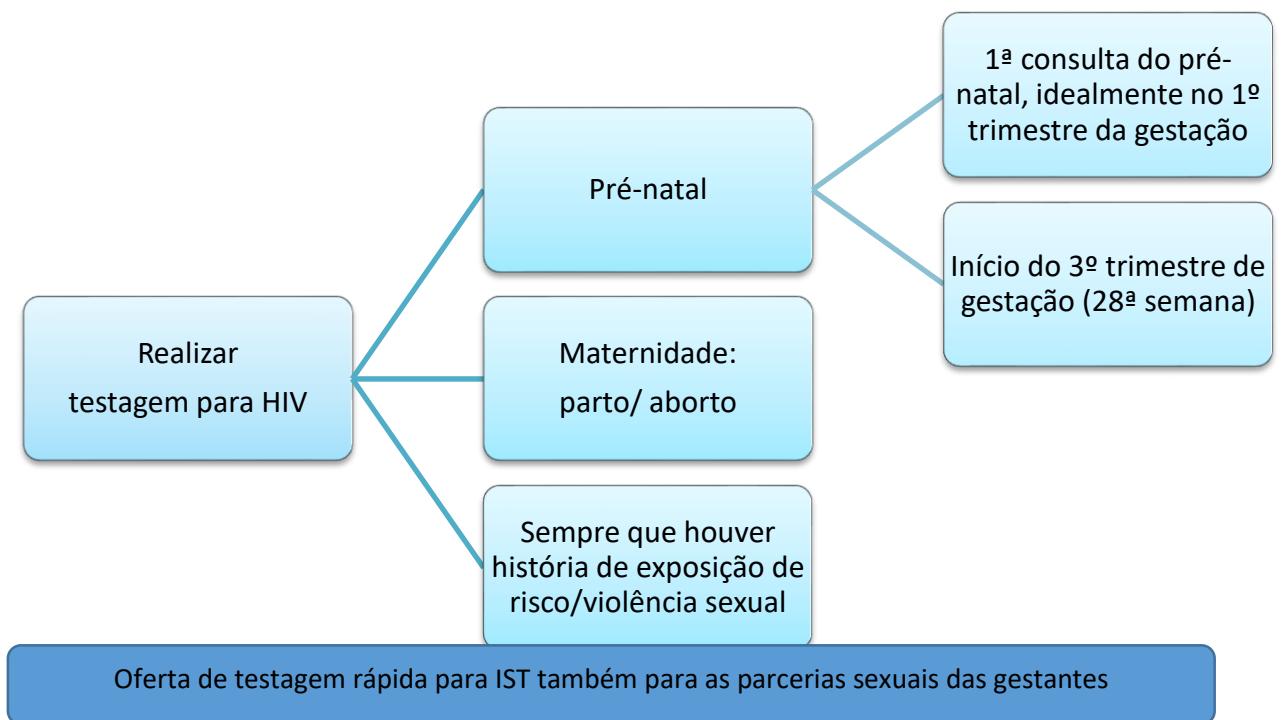 Realizar
testagem para HIV
Pré-natal
1ª consulta do pré-
natal, idealmente no 1º
trimestre da gestação
Início do 3º trimestre de
gestação (28ª semana)
Maternidade:
parto/ aborto
Sempre que houver
história de exposição de
risco/violência sexual
Oferta de testagem rápida para IST também para as parcerias sexuais das gestantes